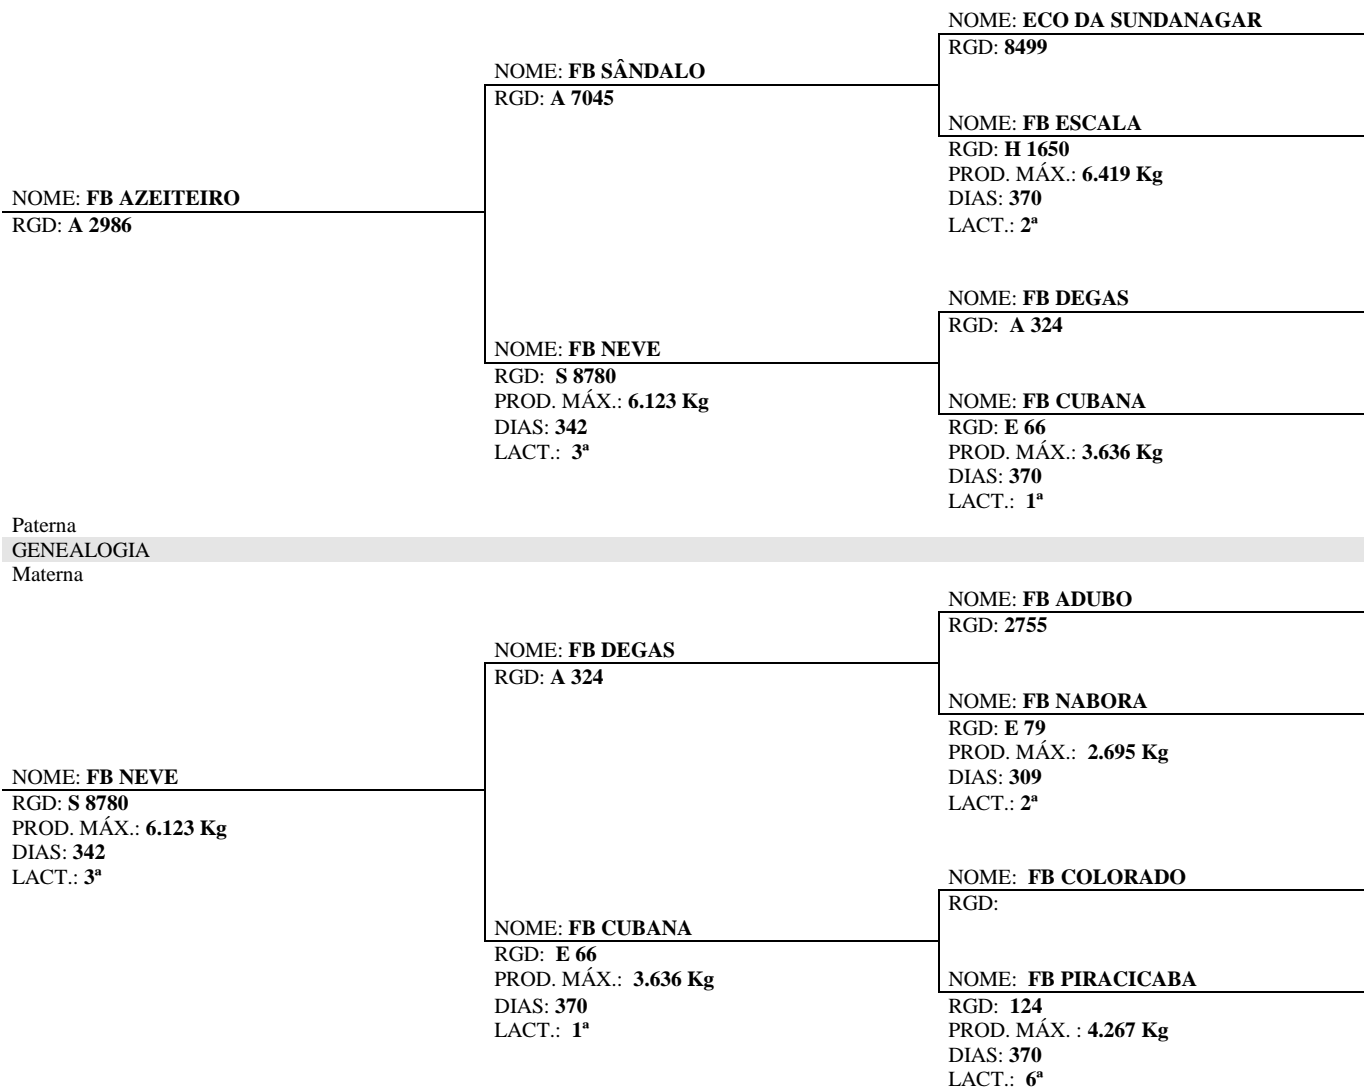 NOME: ECO DA SUNDANAGAR
RGD: 8499
NOME: FB SÂNDALO
RGD: A 7045
NOME: FB ESCALA
RGD: H 1650
PROD. MÁX.: 6.419 Kg
DIAS: 370
LACT.: 2ª
NOME: FB AZEITEIRO
RGD: A 2986
NOME: FB DEGAS
RGD: A 324
NOME: FB NEVE
RGD: S 8780
PROD. MÁX.: 6.123 Kg
DIAS: 342
LACT.: 3ª
NOME: FB CUBANA
RGD: E 66
PROD. MÁX.: 3.636 Kg
DIAS: 370
LACT.: 1ª
Paterna
GENEALOGIA
Materna
NOME: FB ADUBO
RGD: 2755
NOME: FB DEGAS
RGD: A 324
NOME: FB NABORA
RGD: E 79
PROD. MÁX.: 2.695 Kg
DIAS: 309
LACT.: 2ª
NOME: FB NEVE
RGD: S 8780
PROD. MÁX.: 6.123 Kg
DIAS: 342
LACT.: 3ª
NOME: FB COLORADO
RGD:
NOME: FB CUBANA
RGD: E 66
PROD. MÁX.: 3.636 Kg
DIAS: 370
LACT.: 1ª
NOME: FB PIRACICABA
RGD: 124
PROD. MÁX. : 4.267 Kg
DIAS: 370
LACT.: 6ª